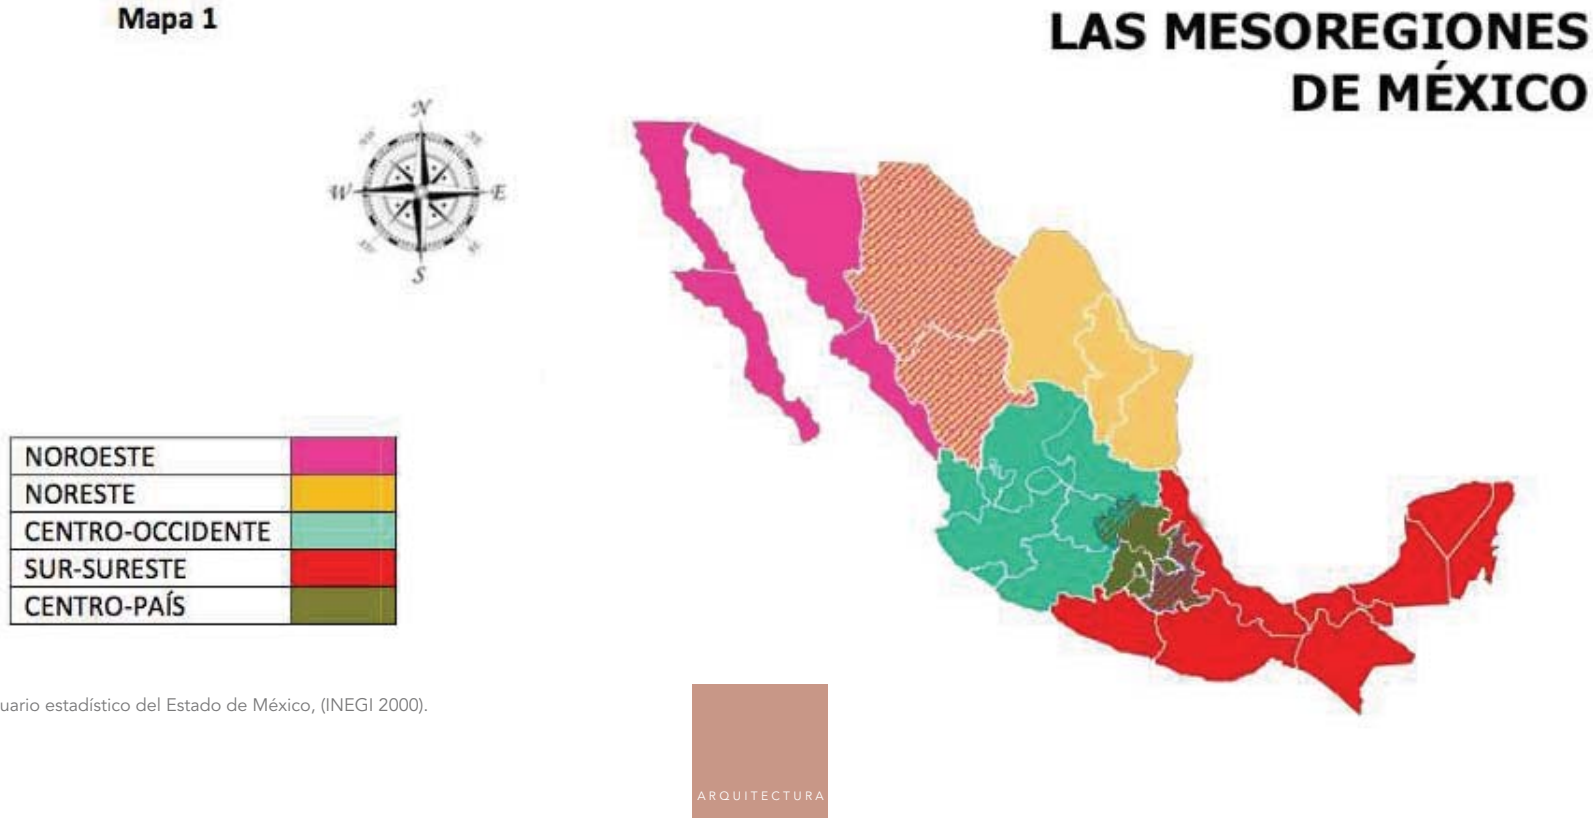 Mapa 1
LAS MESOREGIONES
DE MÉXICO
N
W
E
S
NOROESTE
NORESTE
CENTRO-OCCIDENTE
SUR-SURESTE
CENTRO-PAÍS
uario estadístico del Estado de México, (INEGI 2000).
ARQUITECTURA